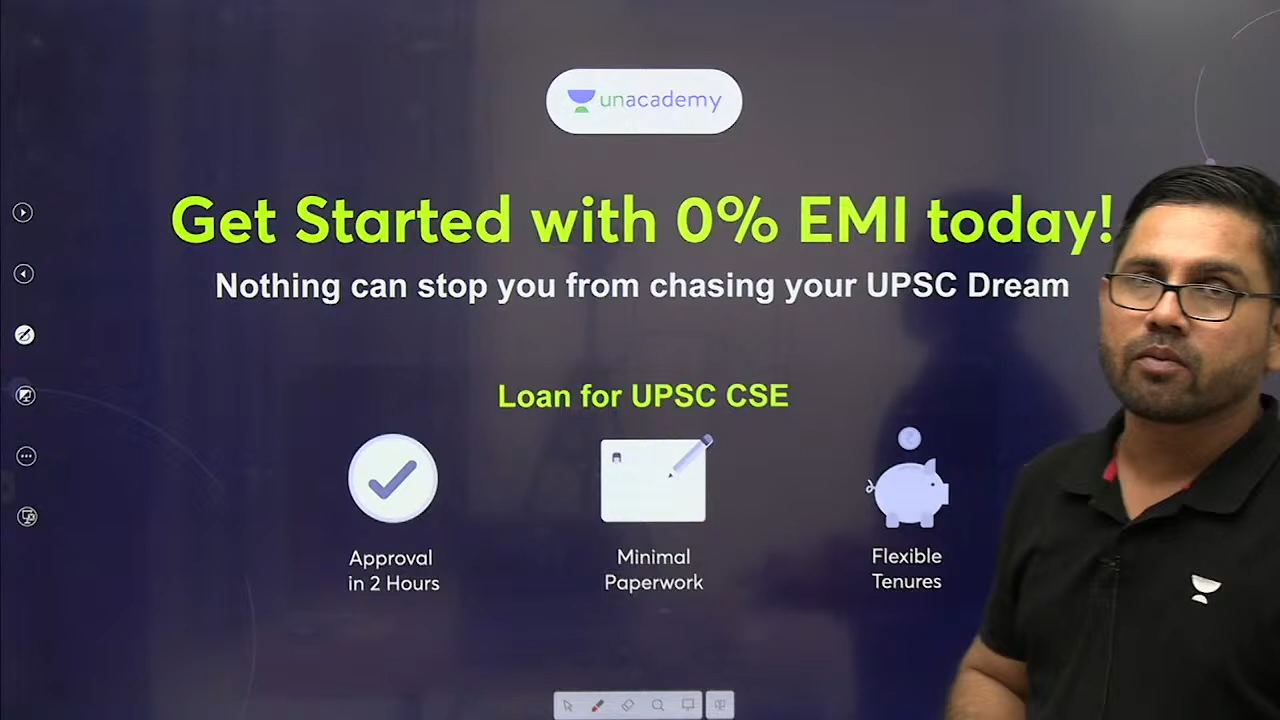 unacademy
Get Started with 0% EMI today!
Nothing can stop you from chasing your UPSC Dream
Loan for UPSC CSE
Approval
in 2 Hours
Minimal
Paperwork
Flexible
Tenures